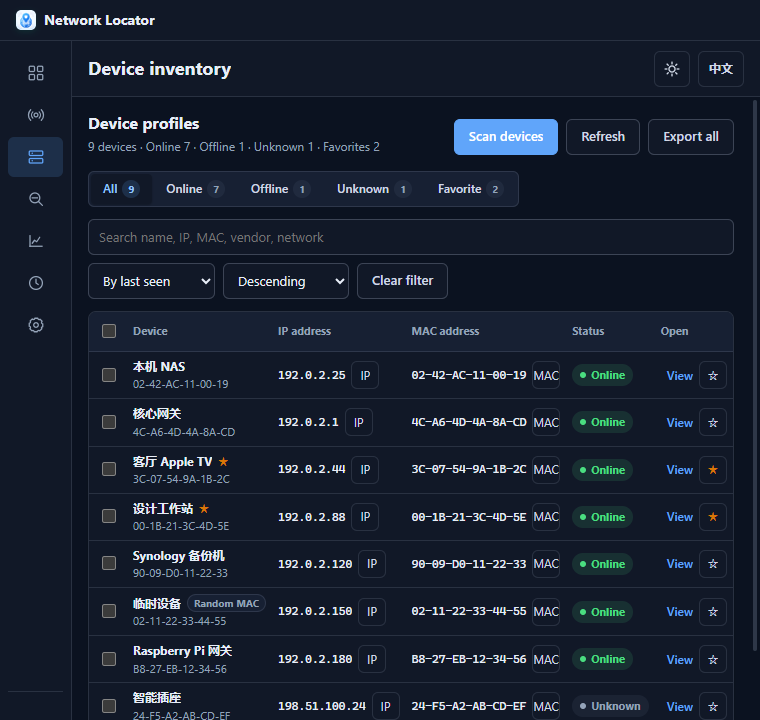 Network Locator
Device inventory
中文
Device profiles
9 devices · Online 7 · Offline 1 · Unknown 1 · Favorites 2
Scan devices
Refresh
Export all
All 9
Online 7
Offline 1
Unknown 1
Favorite 2
Search name, IP, MAC, vendor, network
By last seen
Descending
Clear filter
Device IP address MAC address Status Open
本机 NAS
02-42-AC-11-00-19
192.0.2.25 IP 02-42-AC-11-00-19 MAC Online View ☆
核心网关
4C-A6-4D-4A-8A-CD
192.0.2.1 IP 4C-A6-4D-4A-8A-CD MAC Online View ☆
客厅 Apple TV ★
3C-07-54-9A-1B-2C
192.0.2.44 IP 3C-07-54-9A-1B-2C MAC Online View ★
设计工作站 ★
00-1B-21-3C-4D-5E
192.0.2.88 IP 00-1B-21-3C-4D-5E MAC Online View ★
Synology 备份机
90-09-D0-11-22-33
192.0.2.120 IP 90-09-D0-11-22-33 MAC Online View ☆
临时设备 Random MAC
02-11-22-33-44-55
192.0.2.150 IP 02-11-22-33-44-55 MAC Online View ☆
Raspberry Pi 网关
B8-27-EB-12-34-56
192.0.2.180 IP B8-27-EB-12-34-56 MAC Online View ☆
智能插座
24-F5-A2-AB-CD-EF
198.51.100.24 IP 24-F5-A2-AB-CD-EF MAC Unknown View ☆